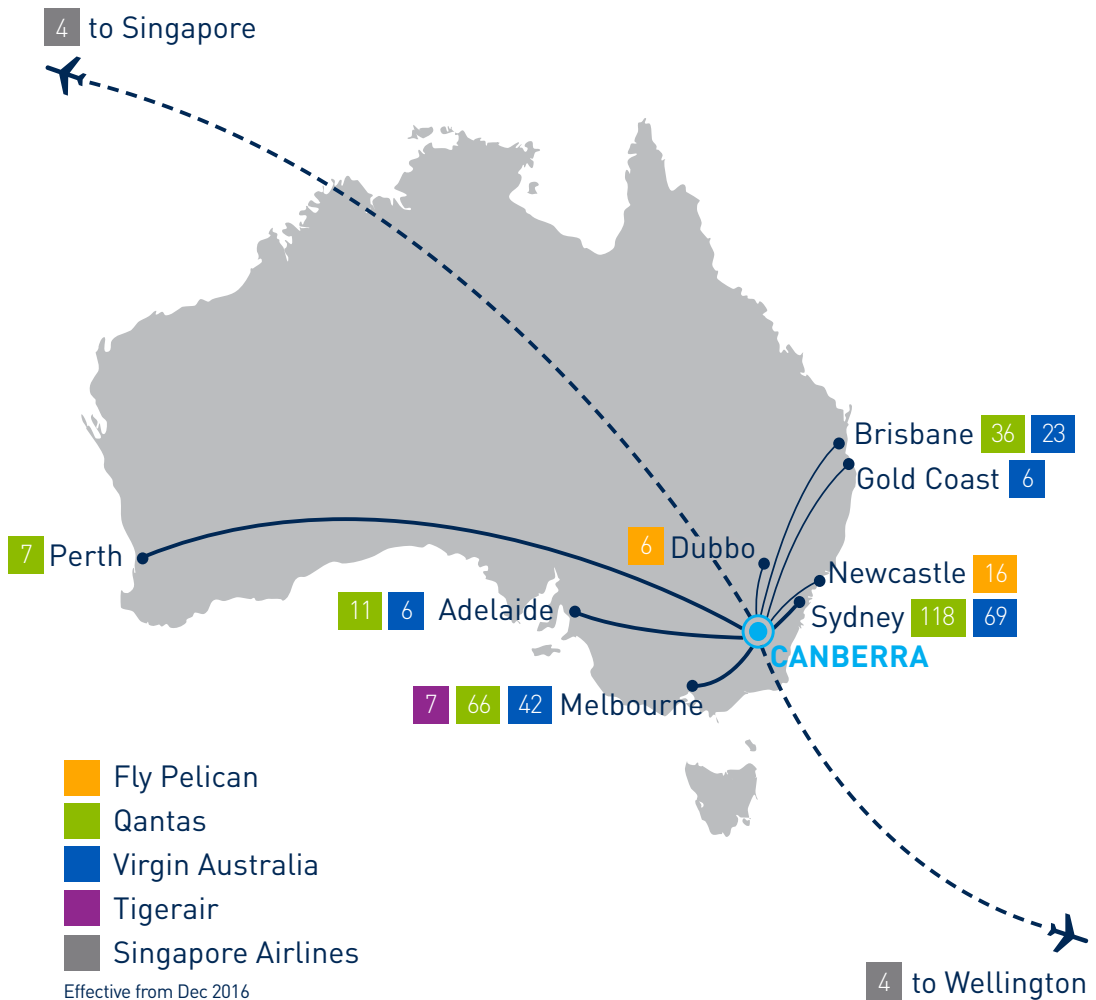 4 to Singapore
Brisbane 36 23
Gold Coast 6
6 Dubbo
7 Perth
Newcastle 16
11 6 Adelaide
Sydney 118 69
CANBERRA
7 66 42 Melbourne
Fly Pelican
Qantas
Virgin Australia
Tigerair
Singapore Airlines
Effective from Dec 2016
4 to Wellington